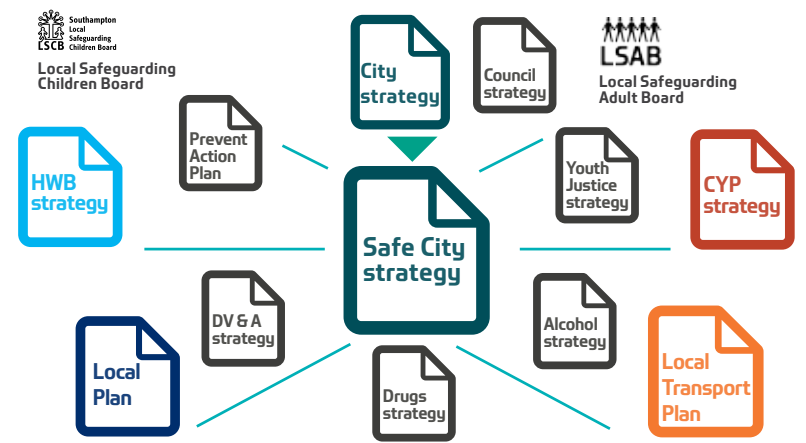 LSCB
Southampton
Local
Safeguarding
Children Board
Local Safeguarding
Children Board
City
strategy
Council
strategy
LSAB
Local Safeguarding
Adult Board
Prevent
Action
Plan
HWB
strategy
Youth
Justice
strategy
CYP
strategy
Safe City
strategy
DV & A
strategy
Alcohol
strategy
Local
Plan
Drugs
strategy
Local
Transport
Plan